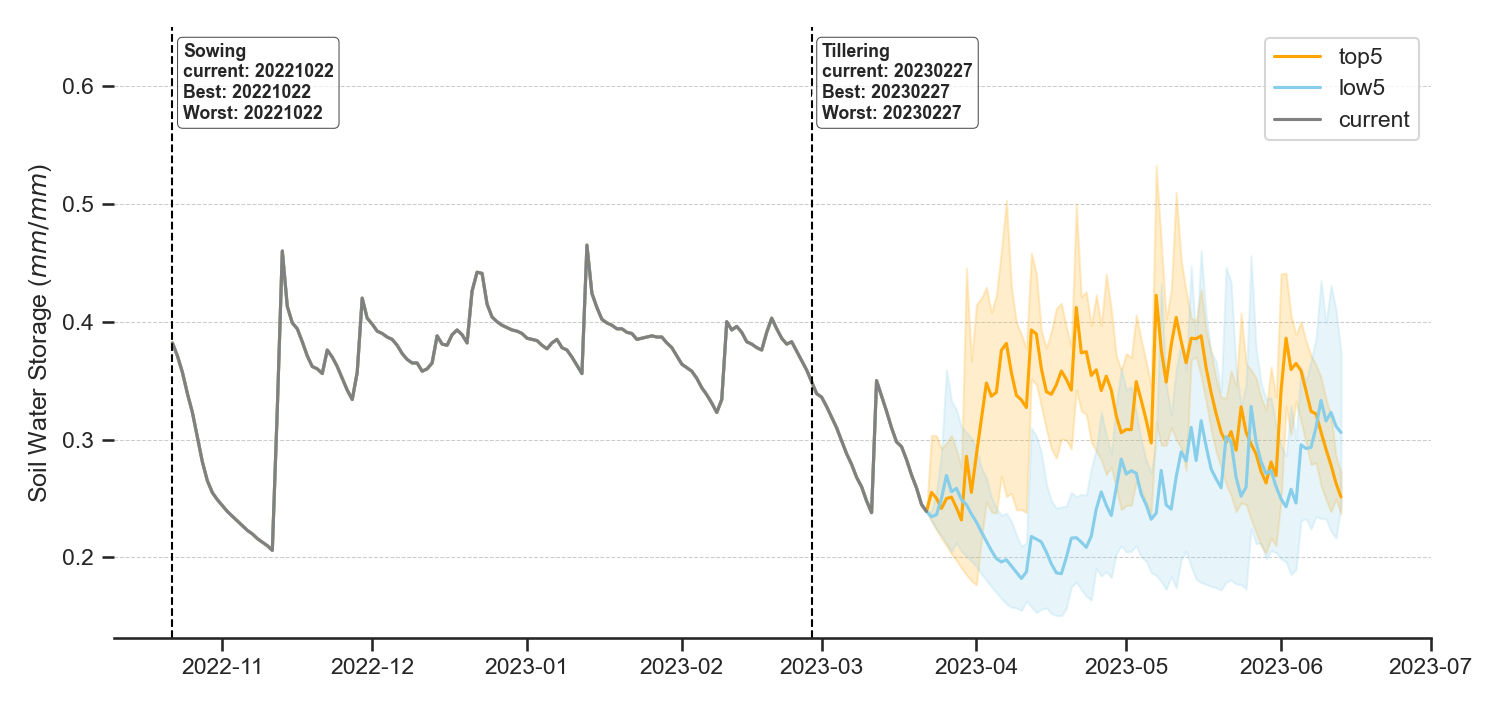 Sowing
current: 20221022
Best: 20221022
Worst: 20221022
Tillering
current: 20230227
Best: 20230227
Worst: 20230227
top5
low5
current
Soil Water Storage (mm/mm)
0.6
0.5
0.4
0.3
0.2
2022-11
2022-12
2023-01
2023-02
2023-03
2023-04
2023-05
2023-06
2023-07